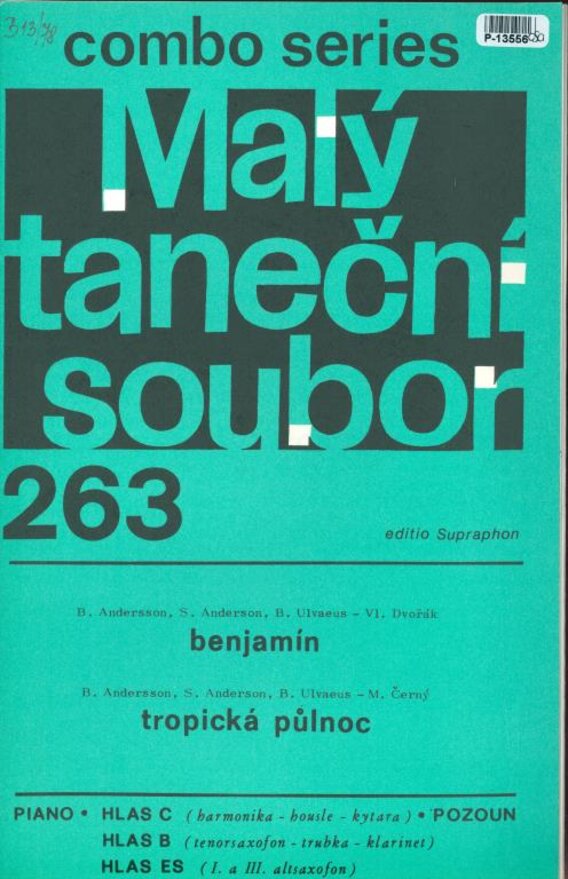 B 13/78
combo series
P-13556
Malý
taneční
soubor
263
editio Supraphon
B. Andersson, S. Anderson, B. Ulvaeus - Vl. Dvořák
benjamín
B. Andersson, S. Anderson, B. Ulvaeus - M. Černý
tropická půlnoc
PIANO • HLAS C (harmonika - housle - kytara) • POZOUN
HLAS B (tenorsaxofon - trubka - klarinet)
HLAS ES (I. a III. altsaxofon)